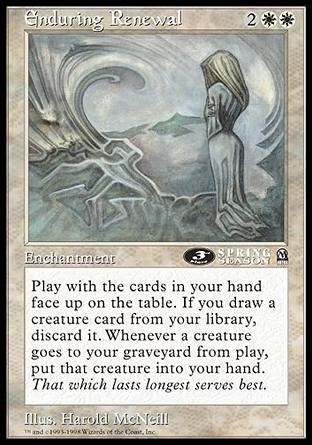 Enduring Renewal 2
3rd Place SPRING SEASON
Enchantment
Play with the cards in your hand
face up on the table. If you draw a
creature card from your library,
discard it. Whenever a creature
goes to your graveyard from play,
put that creature into your hand.
That which lasts longest serves best.
Illus. Harold McNeill
™ and ©1993-1998 Wizards of the Coast, Inc.